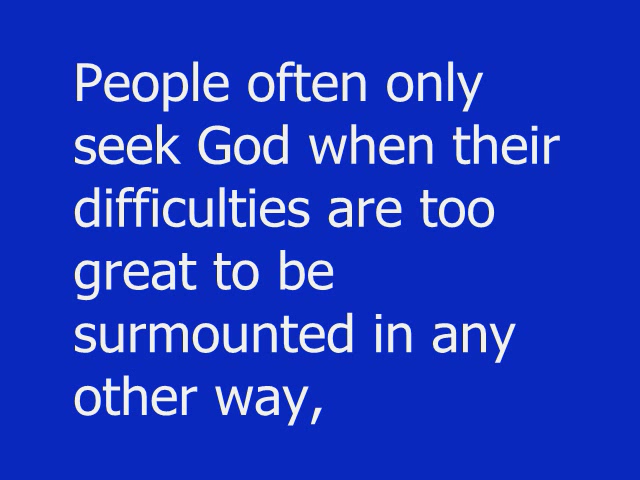 People often only
seek God when their
difficulties are too
great to be
surmounted in any
other way,